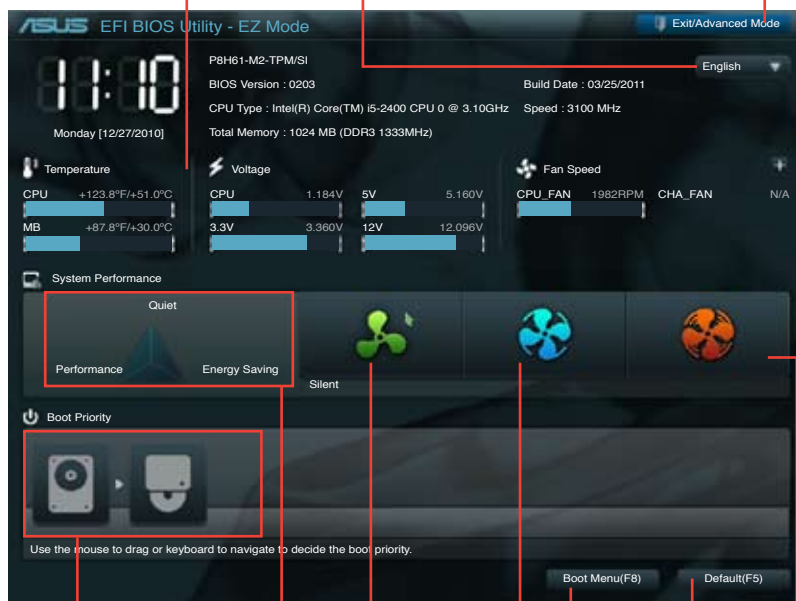 ASUS EFI BIOS Utility - EZ Mode
Exit/Advanced Mode
11:10
Monday [12/27/2010]
P8H61-M2-TPM/SI
English
BIOS Version : 0203
Build Date : 03/25/2011
CPU Type : Intel(R) Core(TM) i5-2400 CPU 0 @ 3.10GHz
Speed : 3100 MHz
Total Memory : 1024 MB (DDR3 1333MHz)
Temperature
CPU +123.8ºF/+51.0ºC
MB +87.8ºF/+30.0ºC
Voltage
CPU 1.184V 5V 5.160V
3.3V 3.360V 12V 12.096V
Fan Speed
CPU_FAN 1982RPM CHA_FAN N/A
System Performance
Quiet
Performance
Energy Saving
Silent
Boot Priority
Use the mouse to drag or keyboard to navigate to decide the boot priority.
Boot Menu(F8)
Default(F5)